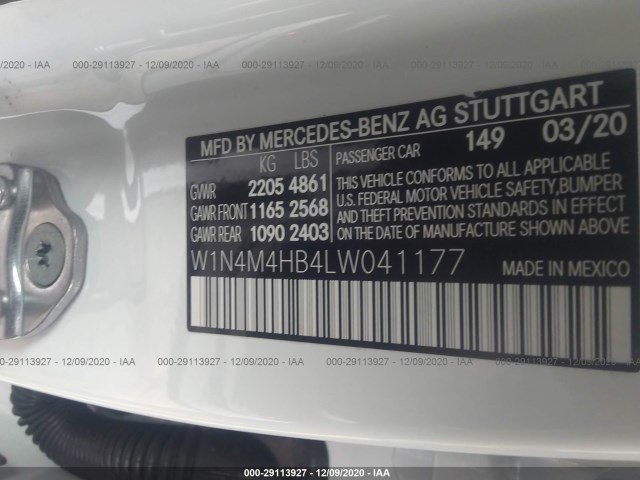 000-29113927 - 12/09/2020 - IAA
MFD BY MERCEDES-BENZ AG STUTTGART
KG LBS
PASSENGER CAR 149 03/20
GVWR 2205 4861
GAWR FRONT 1165 2568
GAWR REAR 1090 2403
THIS VEHICLE CONFORMS TO ALL APPLICABLE
U.S. FEDERAL MOTOR VEHICLE SAFETY, BUMPER
AND THEFT PREVENTION STANDARDS IN EFFECT
ON THE DATE OF MANUFACTURE SHOWN ABOVE.
W1N4M4HB4LW041177
MADE IN MEXICO
000-29113927 - 12/09/2020 - IAA
000-29113927 - 12/09/2020 - IAA